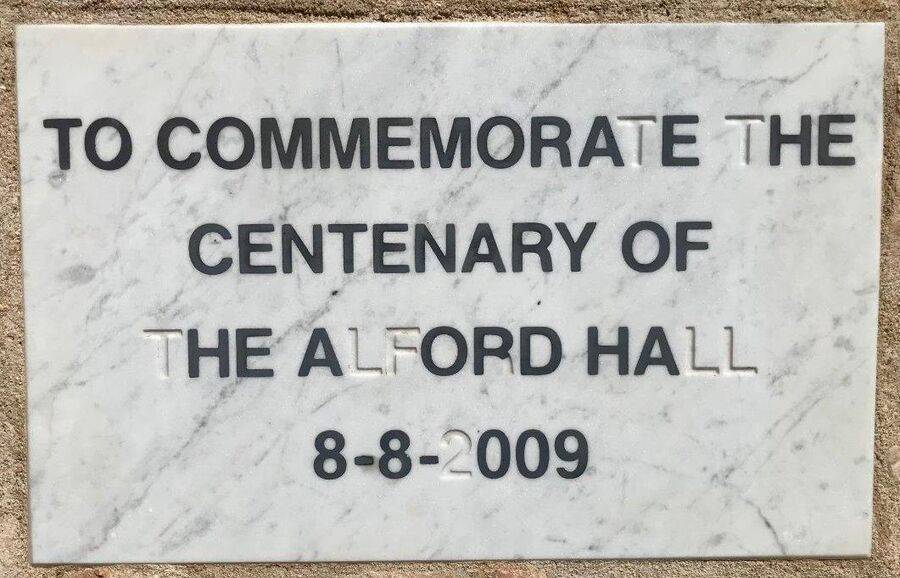 TO COMMEMORATE THE
CENTENARY OF
THE ALFORD HALL
8-8-2009